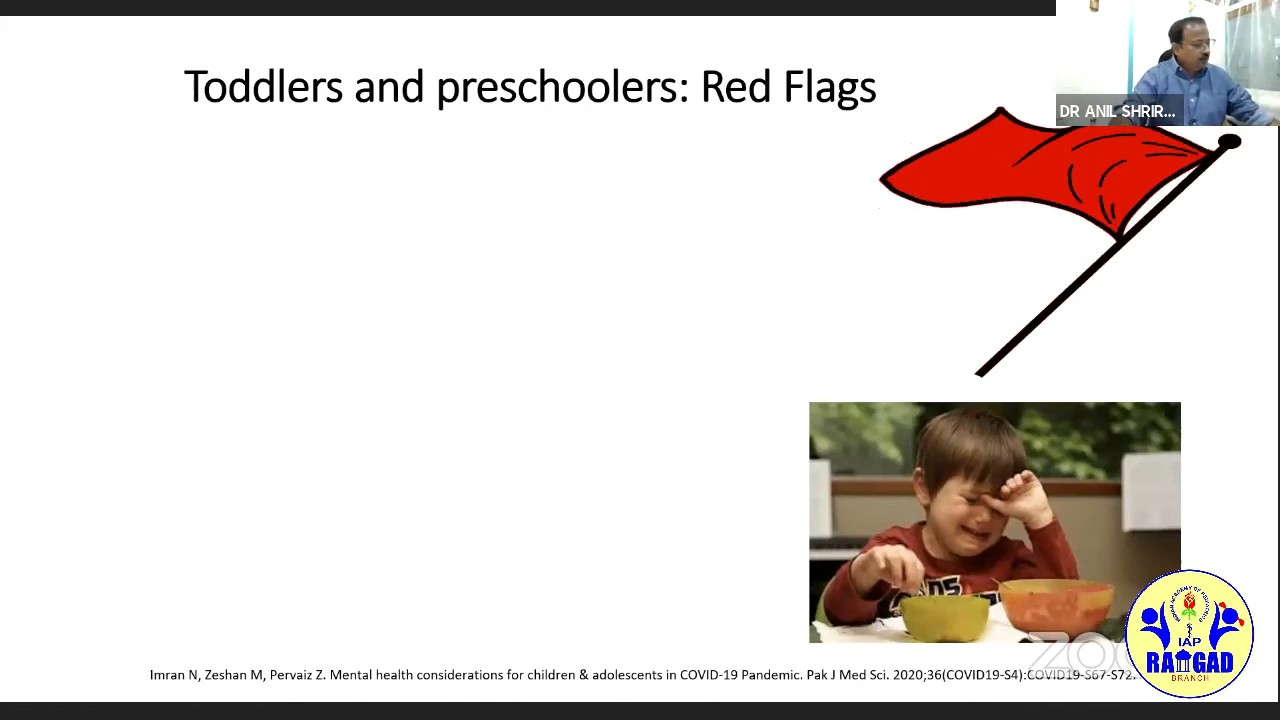 Toddlers and preschoolers: Red Flags
DR ANIL SHRIR...
Imran N, Zeshan M, Pervaiz Z. Mental health considerations for children & adolescents in COVID-19 Pandemic. Pak J Med Sci. 2020;36(COVID19-S4):COVID19-S67-S72.
IAP
RAIGAD
BRANCH